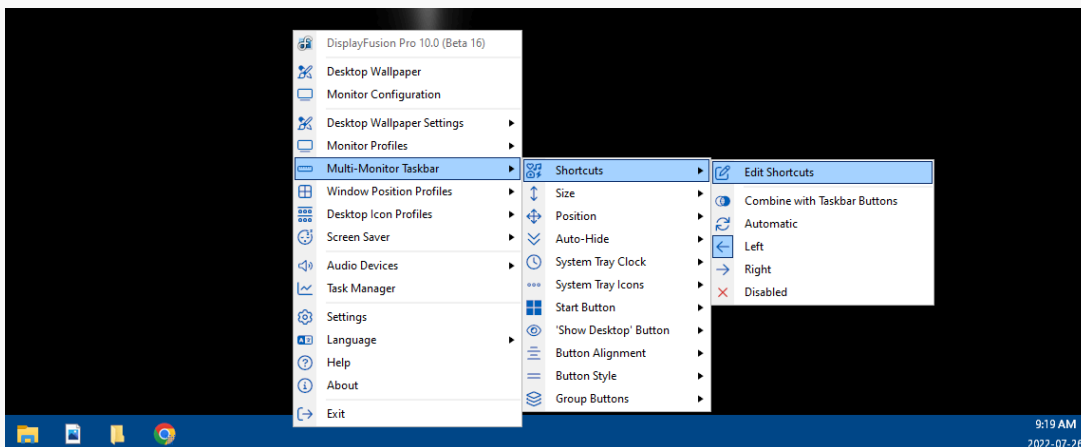 DisplayFusion Pro 10.0 (Beta 16)
Desktop Wallpaper
Monitor Configuration
Desktop Wallpaper Settings
Monitor Profiles
Multi-Monitor Taskbar
Window Position Profiles
Desktop Icon Profiles
Screen Saver
Audio Devices
Task Manager
Settings
Language
Help
About
Exit
Shortcuts
Size
Position
Auto-Hide
System Tray Clock
System Tray Icons
Start Button
'Show Desktop' Button
Button Alignment
Button Style
Group Buttons
Edit Shortcuts
Combine with Taskbar Buttons
Automatic
Left
Right
Disabled
9:19 AM
2022-07-26